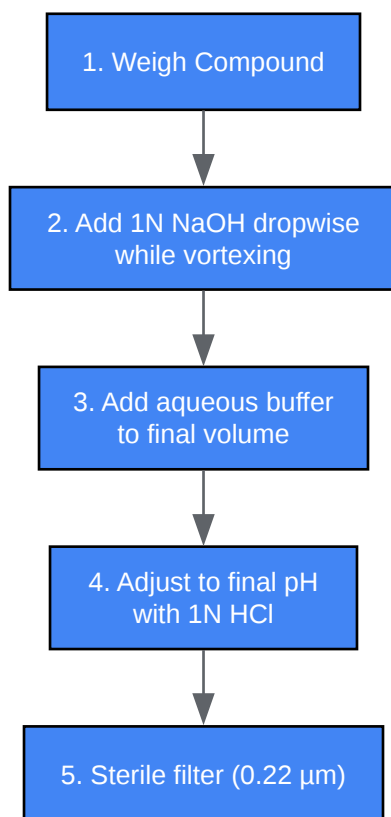 1. Weigh Compound
2. Add 1N NaOH dropwise
while vortexing
3. Add aqueous buffer
to final volume
4. Adjust to final pH
with 1N HCl
5. Sterile filter (0.22 µm)